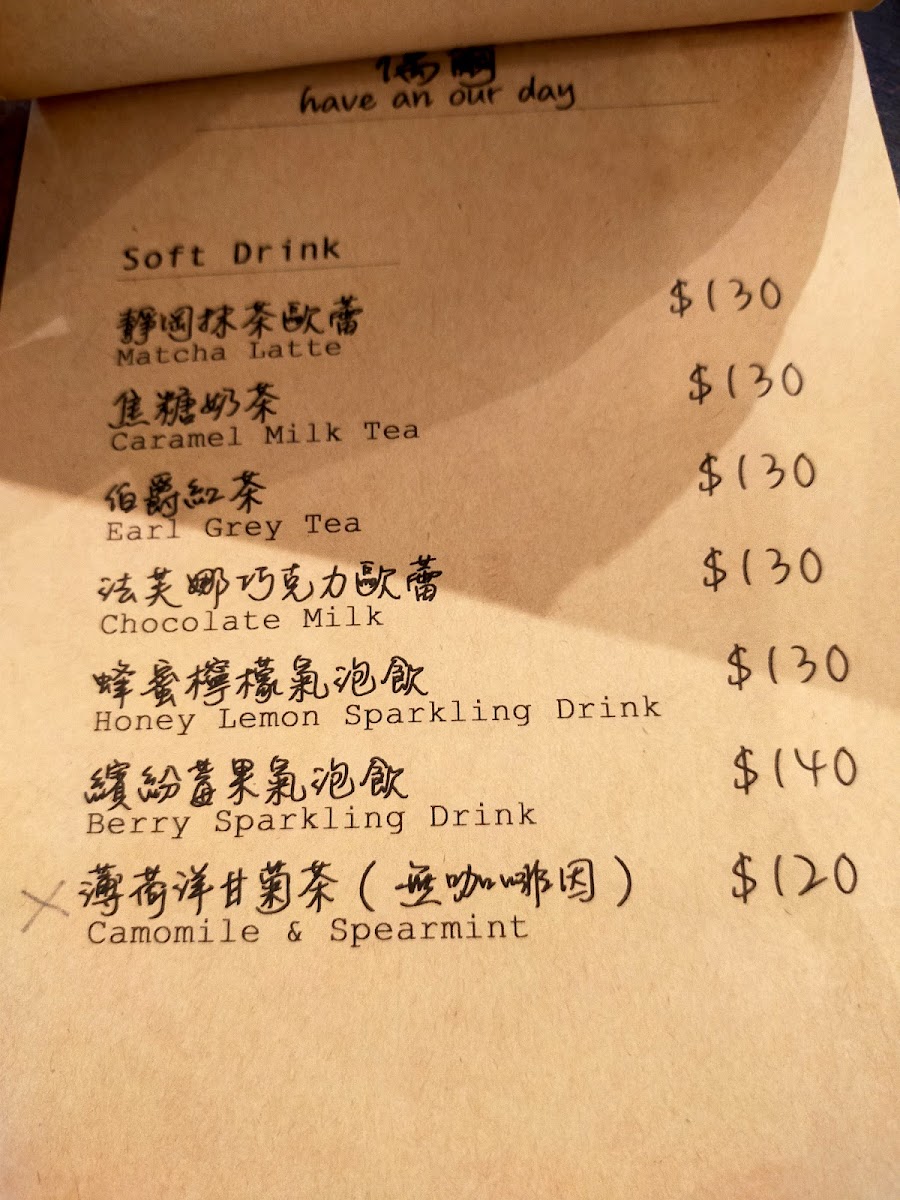 偶爾
have an our day
Soft Drink
靜岡抹茶歐蕾 $130
Matcha Latte
焦糖奶茶 $130
Caramel Milk Tea
伯爵紅茶 $130
Earl Grey Tea
法芙娜巧克力歐蕾 $130
Chocolate Milk
蜂蜜檸檬氣泡飲 $130
Honey Lemon Sparkling Drink
繽紛莓果氣泡飲 $140
Berry Sparkling Drink
薄荷洋甘菊茶(無咖啡因) $120
Camomile & Spearmint